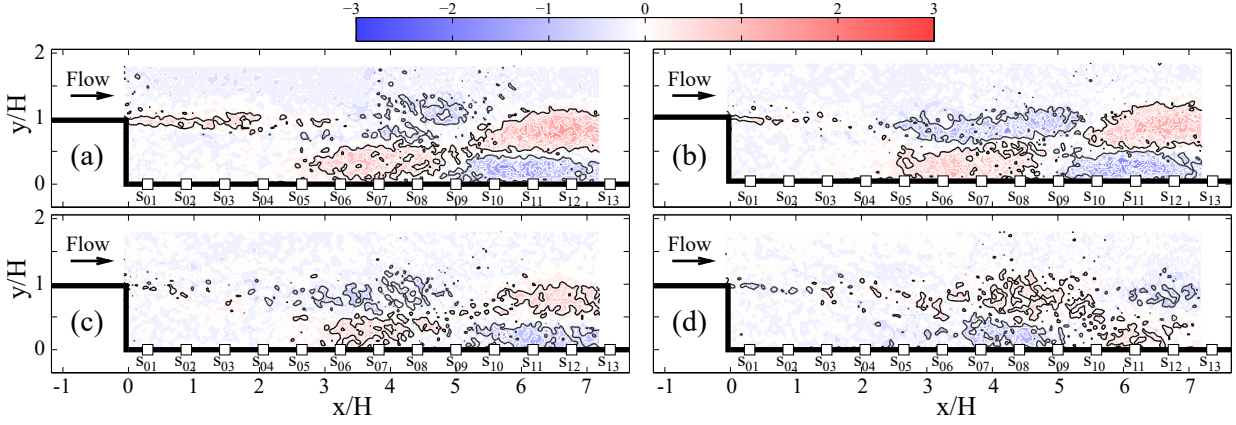 −3 −2 −1 0 1 2 3
2 Flow 1 y/H (a) 0
s01 s02 s03 s04 s05 s06 s07 s08 s09 s10 s11 s12 s13
Flow (b)
s01 s02 s03 s04 s05 s06 s07 s08 s09 s10 s11 s12 s13
2 Flow 1 y/H (c) 0
s01 s02 s03 s04 s05 s06 s07 s08 s09 s10 s11 s12 s13
Flow (d)
s01 s02 s03 s04 s05 s06 s07 s08 s09 s10 s11 s12 s13
-1 0 1 2 3 4 5 6 7
x/H
-1 0 1 2 3 4 5 6 7
x/H